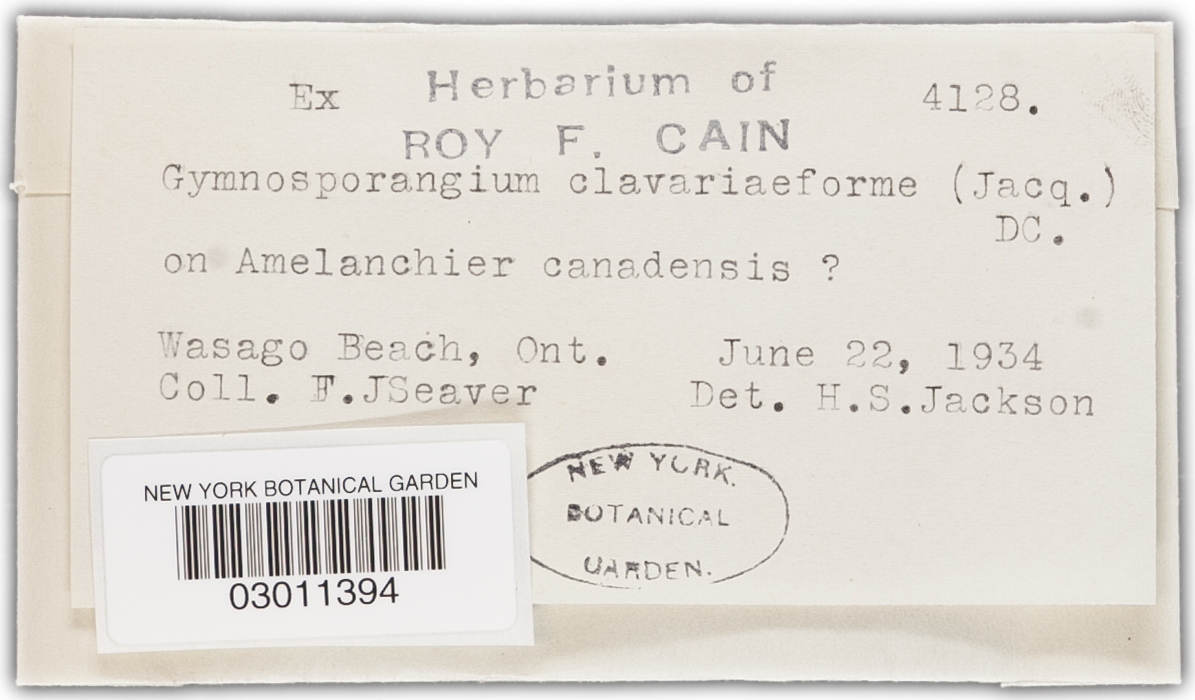 Ex Herbarium of 4128.
ROY F. CAIN
Gymnosporangium clavariaeforme (Jacq.)
DC.
on Amelanchier canadensis ?
Wasago Beach, Ont. June 22, 1934
Coll. F.JSeaver Det. H.S.Jackson
NEW YORK BOTANICAL GARDEN
03011394
NEW YORK.
BOTANICAL
GARDEN.